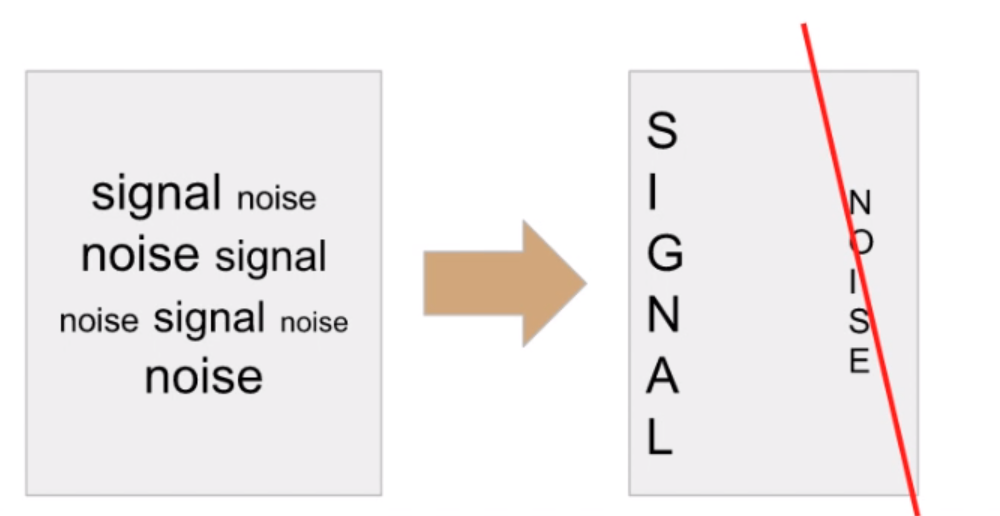 signal noise
noise signal
noise signal noise
noise
S
I
G
N
A
L
N
O
I
S
E